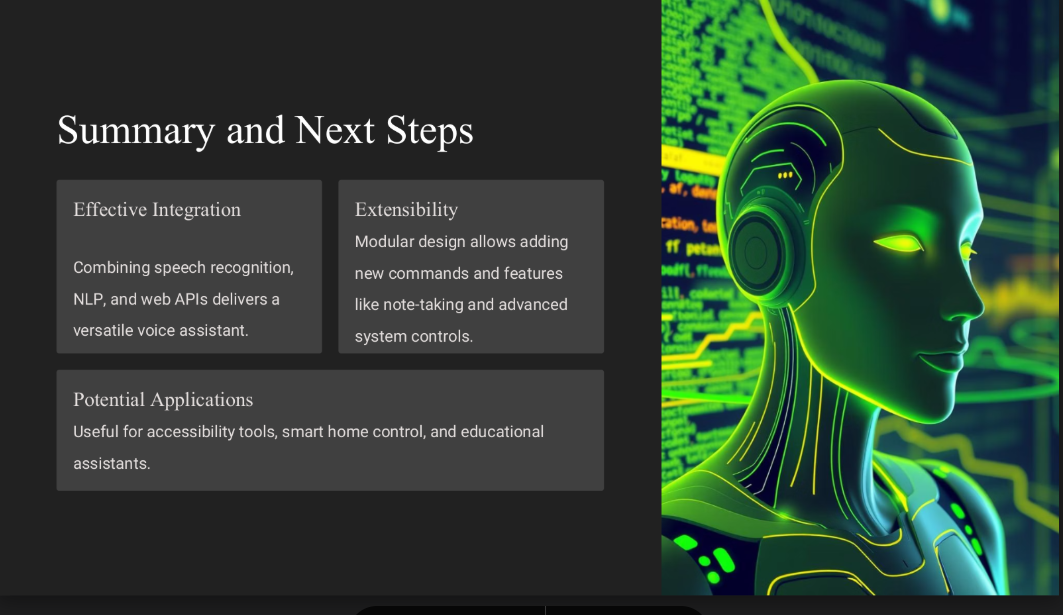 Summary and Next Steps
Effective Integration
Combining speech recognition,
NLP, and web APIs delivers a
versatile voice assistant.
Extensibility
Modular design allows adding
new commands and features
like note-taking and advanced
system controls.
Potential Applications
Useful for accessibility tools, smart home control, and educational
assistants.